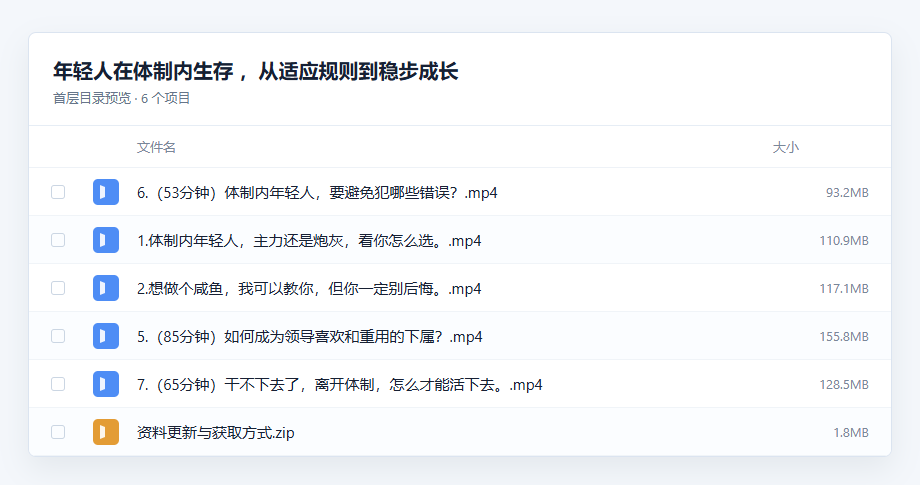 年轻人在体制内生存 ，从适应规则到稳步成长
首层目录预览 · 6 个项目
文件名 大小
6.（53分钟）体制内年轻人，要避免犯哪些错误？.mp4 93.2MB
1.体制内年轻人，主力还是炮灰，看你怎么选。.mp4 110.9MB
2.想做个咸鱼，我可以教你，但你一定别后悔。.mp4 117.1MB
5.（85分钟）如何成为领导喜欢和重用的下属？.mp4 155.8MB
7.（65分钟）干不下去了，离开体制，怎么才能活下去。.mp4 128.5MB
资料更新与获取方式.zip 1.8MB